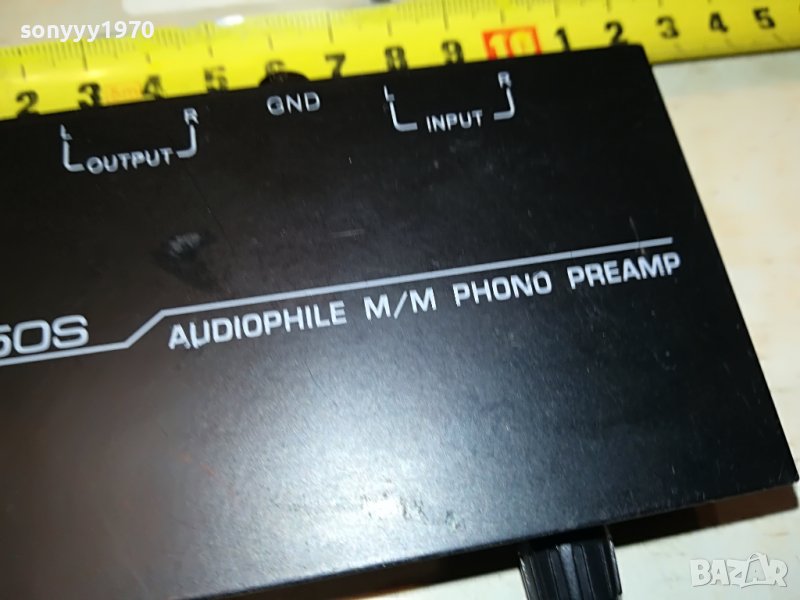 sonyyy1970
2 3 4 5 6 7 8 9 10 1 2 3 4 5
L R GND L R
OUTPUT INPUT
50S AUDIOPHILE M/M PHONO PREAMP
BAZAR